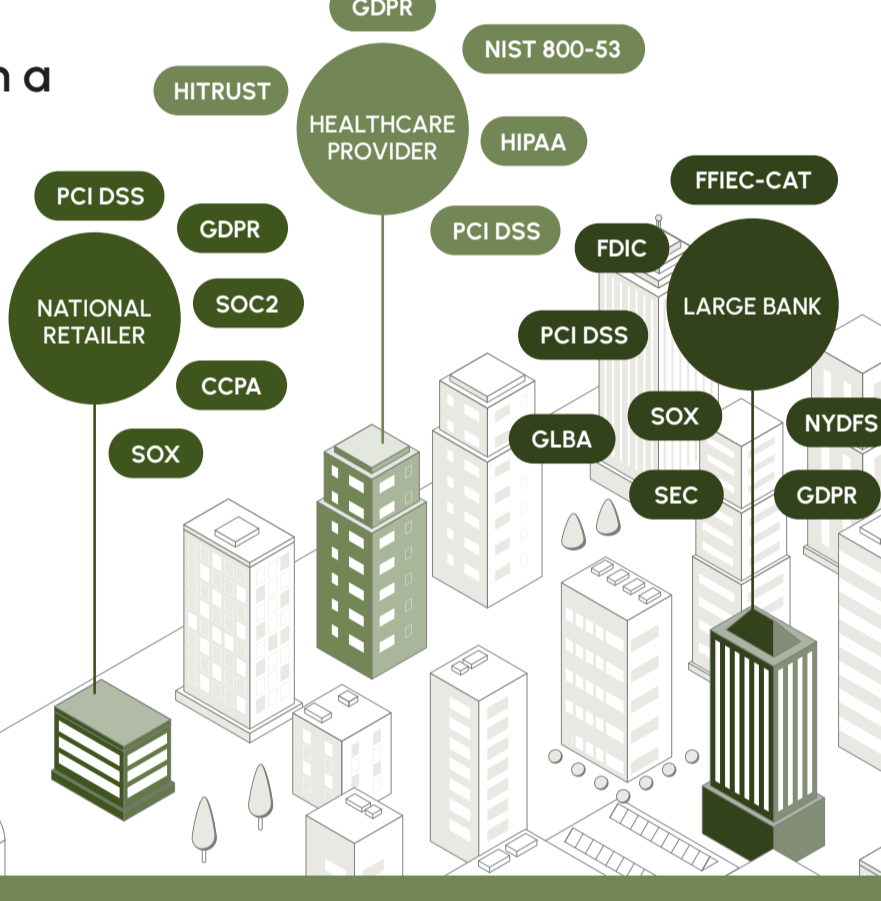 n a
GDPR
NIST 800-53
HITRUST
HEALTHCARE
PROVIDER
HIPAA
PCI DSS
PCI DSS
GDPR
NATIONAL
RETAILER
SOC2
CCPA
SOX
FFIEC-CAT
FDIC
LARGE BANK
PCI DSS
SOX
NYDFS
GLBA
SEC
GDPR